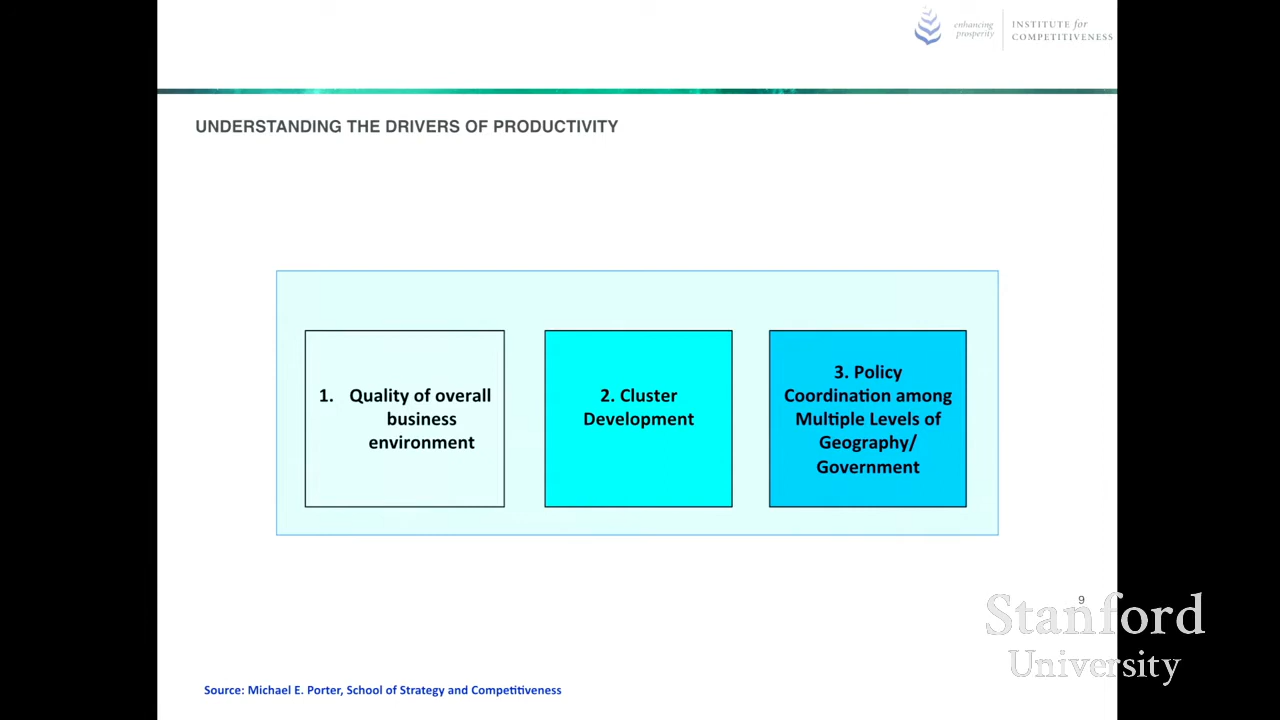 enhancing
prosperity
INSTITUTE for
COMPETITIVENESS
UNDERSTANDING THE DRIVERS OF PRODUCTIVITY
1. Quality of overall
business
environment
2. Cluster
Development
3. Policy
Coordination among
Multiple Levels of
Geography/
Government
9
Stanford
University
Source: Michael E. Porter, School of Strategy and Competitiveness